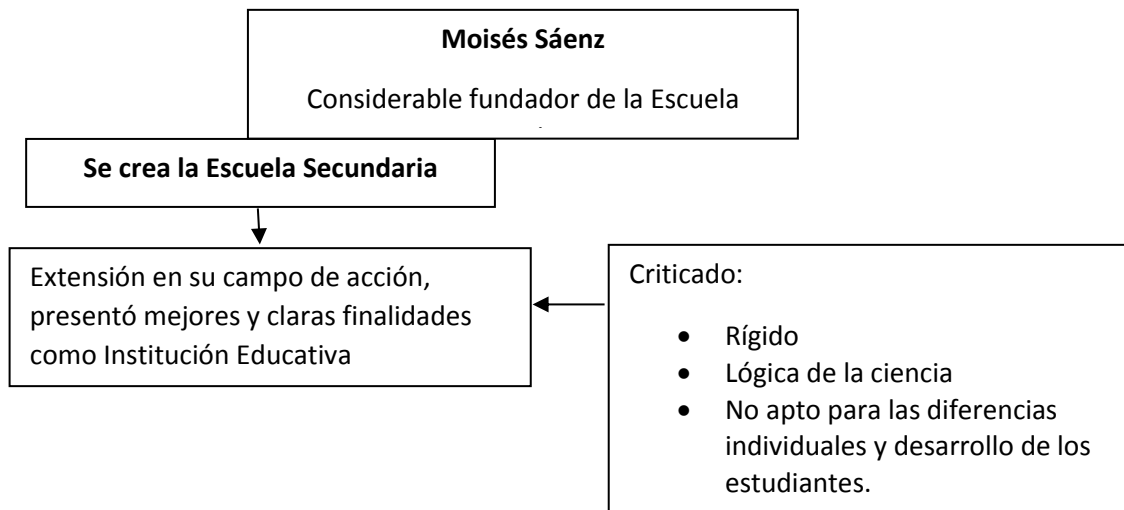 Moisés Sáenz
Considerable fundador de la Escuela
Se crea la Escuela Secundaria
Extensión en su campo de acción,
presentó mejores y claras finalidades
como Institución Educativa
Criticado:
• Rígido
• Lógica de la ciencia
• No apto para las diferencias
individuales y desarrollo de los
estudiantes.